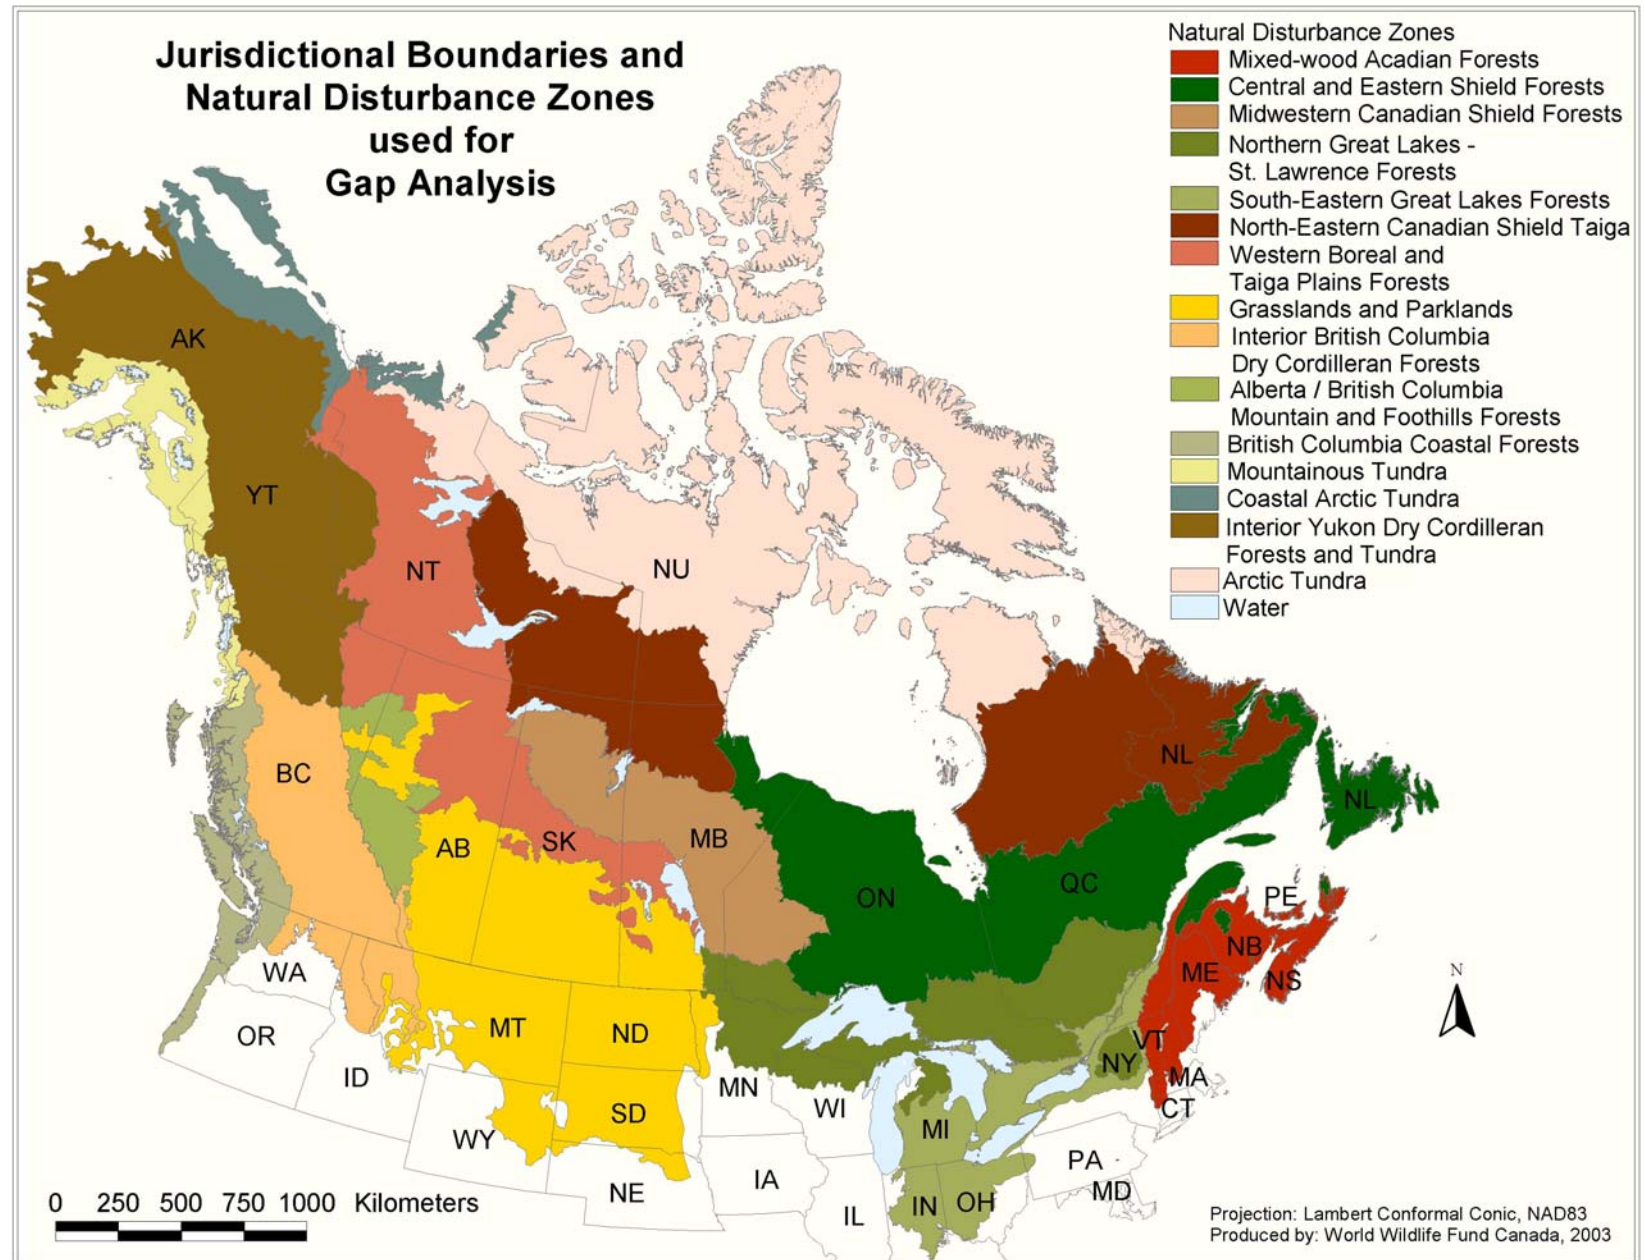 Jurisdictional Boundaries and
Natural Disturbance Zones
used for
Gap Analysis
Natural Disturbance Zones
Mixed-wood Acadian Forests
Central and Eastern Shield Forests
Midwestern Canadian Shield Forests
Northern Great Lakes -
St. Lawrence Forests
South-Eastern Great Lakes Forests
North-Eastern Canadian Shield Taiga
Western Boreal and
Taiga Plains Forests
Grasslands and Parklands
Interior British Columbia
Dry Cordilleran Forests
Alberta / British Columbia
Mountain and Foothills Forests
British Columbia Coastal Forests
Mountainous Tundra
Coastal Arctic Tundra
Interior Yukon Dry Cordilleran
Forests and Tundra
Arctic Tundra
Water
AK
YT
NT
NU
BC
AB
SK
MB
ON
QC
NL
NL
PE
NB
NS
ME
VT
NY
MA
CT
WA
OR
ID
MT
ND
SD
WY
NE
MN
WI
MI
IA
IL
IN
OH
PA
MD
N
0 250 500 750 1000 Kilometers
Projection: Lambert Conformal Conic, NAD83
Produced by: World Wildlife Fund Canada, 2003